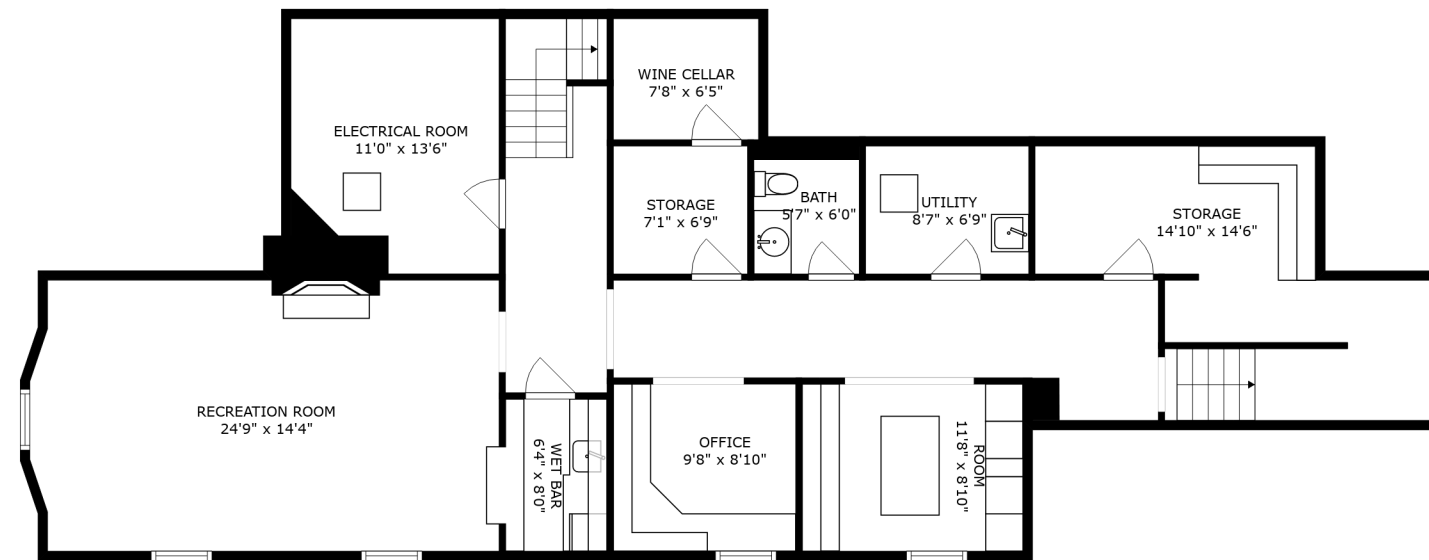 WINE CELLAR
7'8" x 6'5"
ELECTRICAL ROOM
11'0" x 13'6"
STORAGE
7'1" x 6'9"
BATH
5'7" x 6'0"
UTILITY
8'7" x 6'9"
STORAGE
14'10" x 14'6"
RECREATION ROOM
24'9" x 14'4"
WET BAR
6'4" x 8'0"
OFFICE
9'8" x 8'10"
ROOM
11'8" x 8'10"